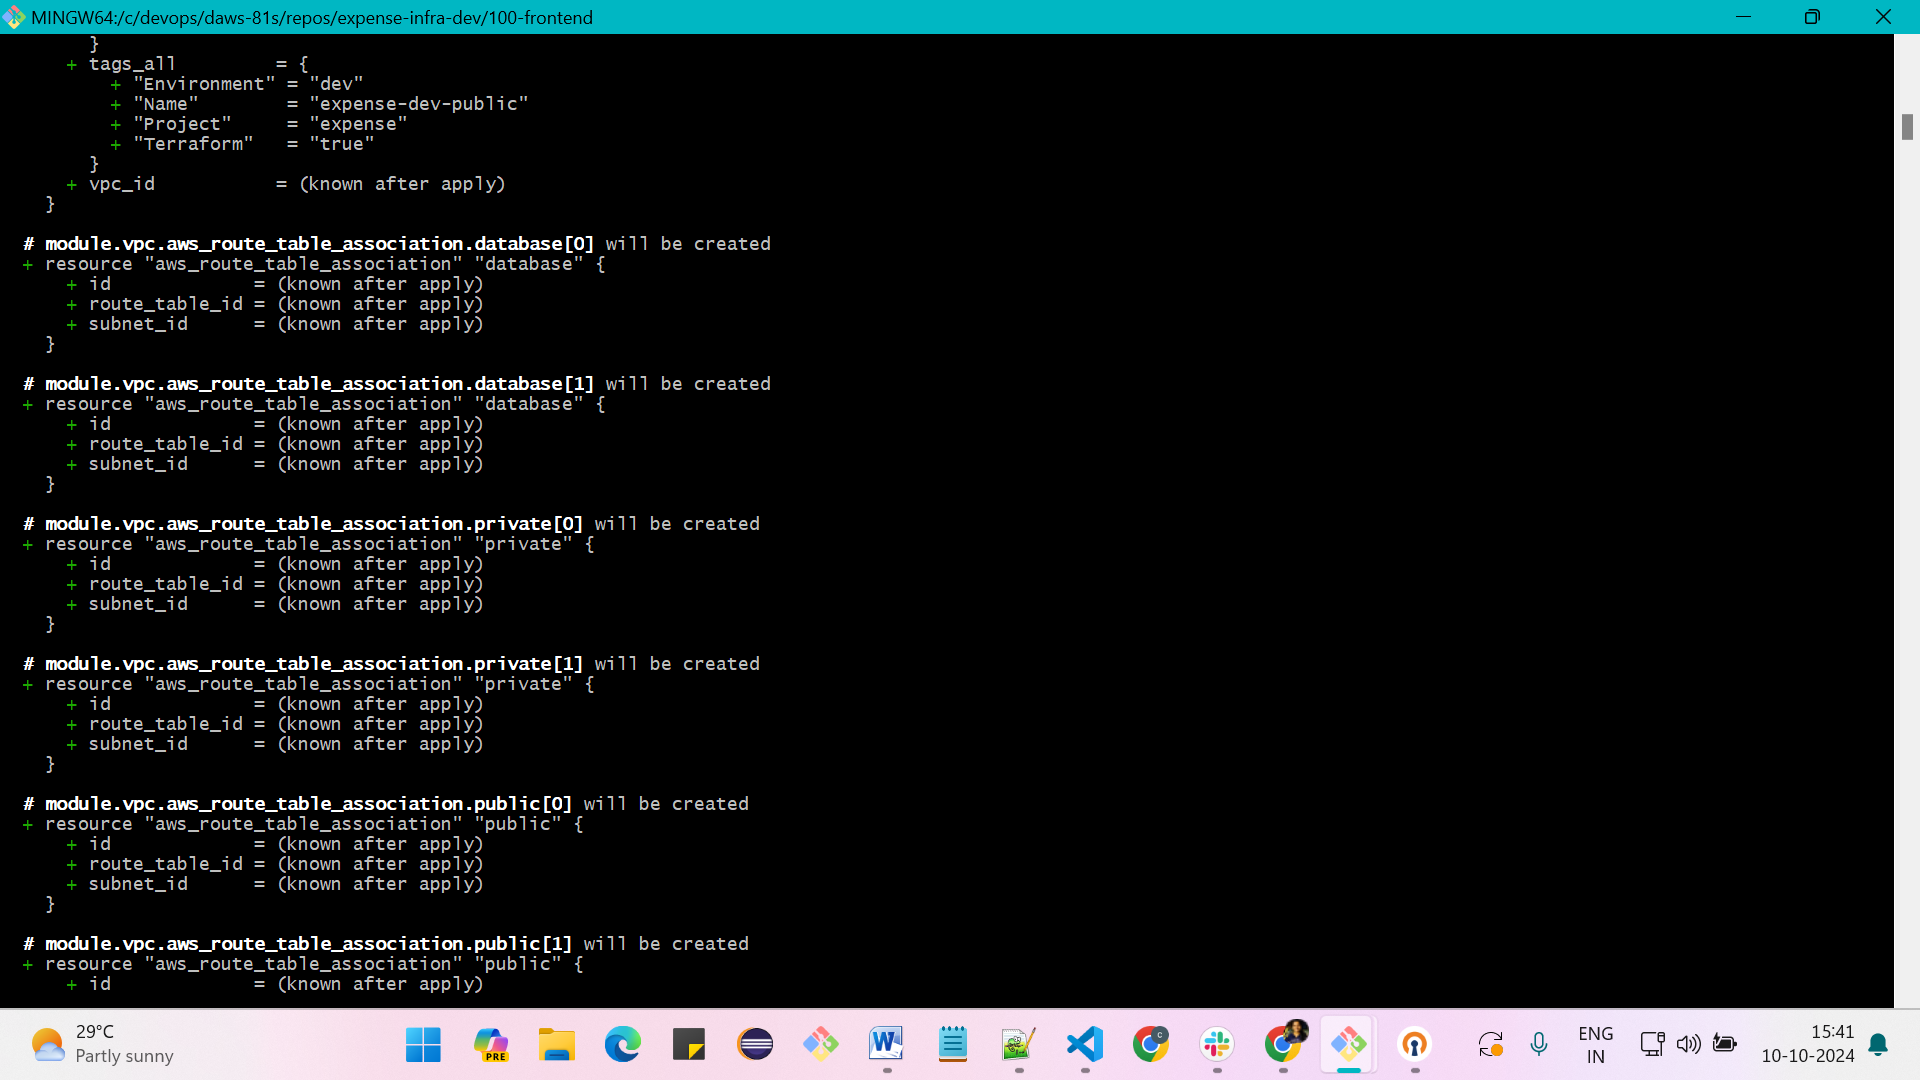 MINGW64:/c/devops/daws-81s/repos/expense-infra-dev/100-frontend
        }
      + tags_all         = {
          + "Environment" = "dev"
          + "Name"        = "expense-dev-public"
          + "Project"     = "expense"
          + "Terraform"   = "true"
        }
      + vpc_id           = (known after apply)
    }
  # module.vpc.aws_route_table_association.database[0] will be created
  + resource "aws_route_table_association" "database" {
      + id             = (known after apply)
      + route_table_id = (known after apply)
      + subnet_id      = (known after apply)
    }
  # module.vpc.aws_route_table_association.database[1] will be created
  + resource "aws_route_table_association" "database" {
      + id             = (known after apply)
      + route_table_id = (known after apply)
      + subnet_id      = (known after apply)
    }
  # module.vpc.aws_route_table_association.private[0] will be created
  + resource "aws_route_table_association" "private" {
      + id             = (known after apply)
      + route_table_id = (known after apply)
      + subnet_id      = (known after apply)
    }
  # module.vpc.aws_route_table_association.private[1] will be created
  + resource "aws_route_table_association" "private" {
      + id             = (known after apply)
      + route_table_id = (known after apply)
      + subnet_id      = (known after apply)
    }
  # module.vpc.aws_route_table_association.public[0] will be created
  + resource "aws_route_table_association" "public" {
      + id             = (known after apply)
      + route_table_id = (known after apply)
      + subnet_id      = (known after apply)
    }
  # module.vpc.aws_route_table_association.public[1] will be created
  + resource "aws_route_table_association" "public" {
      + id             = (known after apply)
29°C
Partly sunny
PRE
W
C
ENG
IN
15:41
10-10-2024